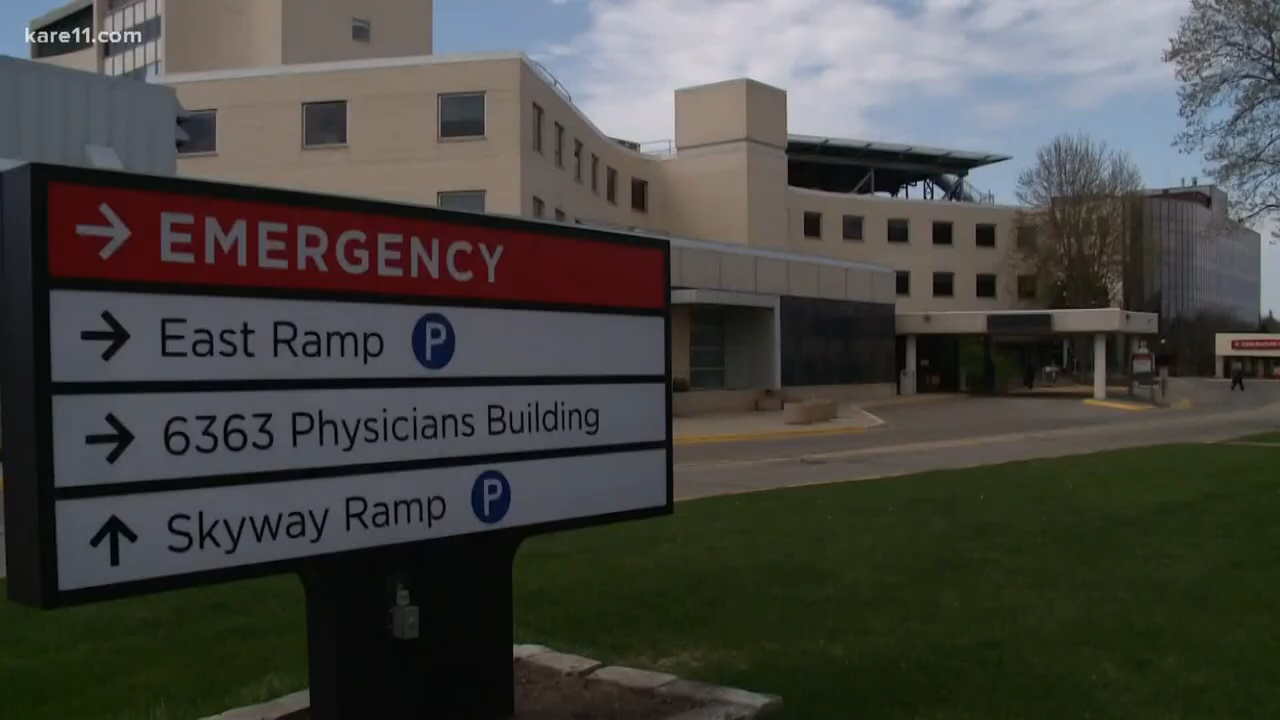 kare11.com
EMERGENCY
East Ramp P
6363 Physicians Building
Skyway Ramp P